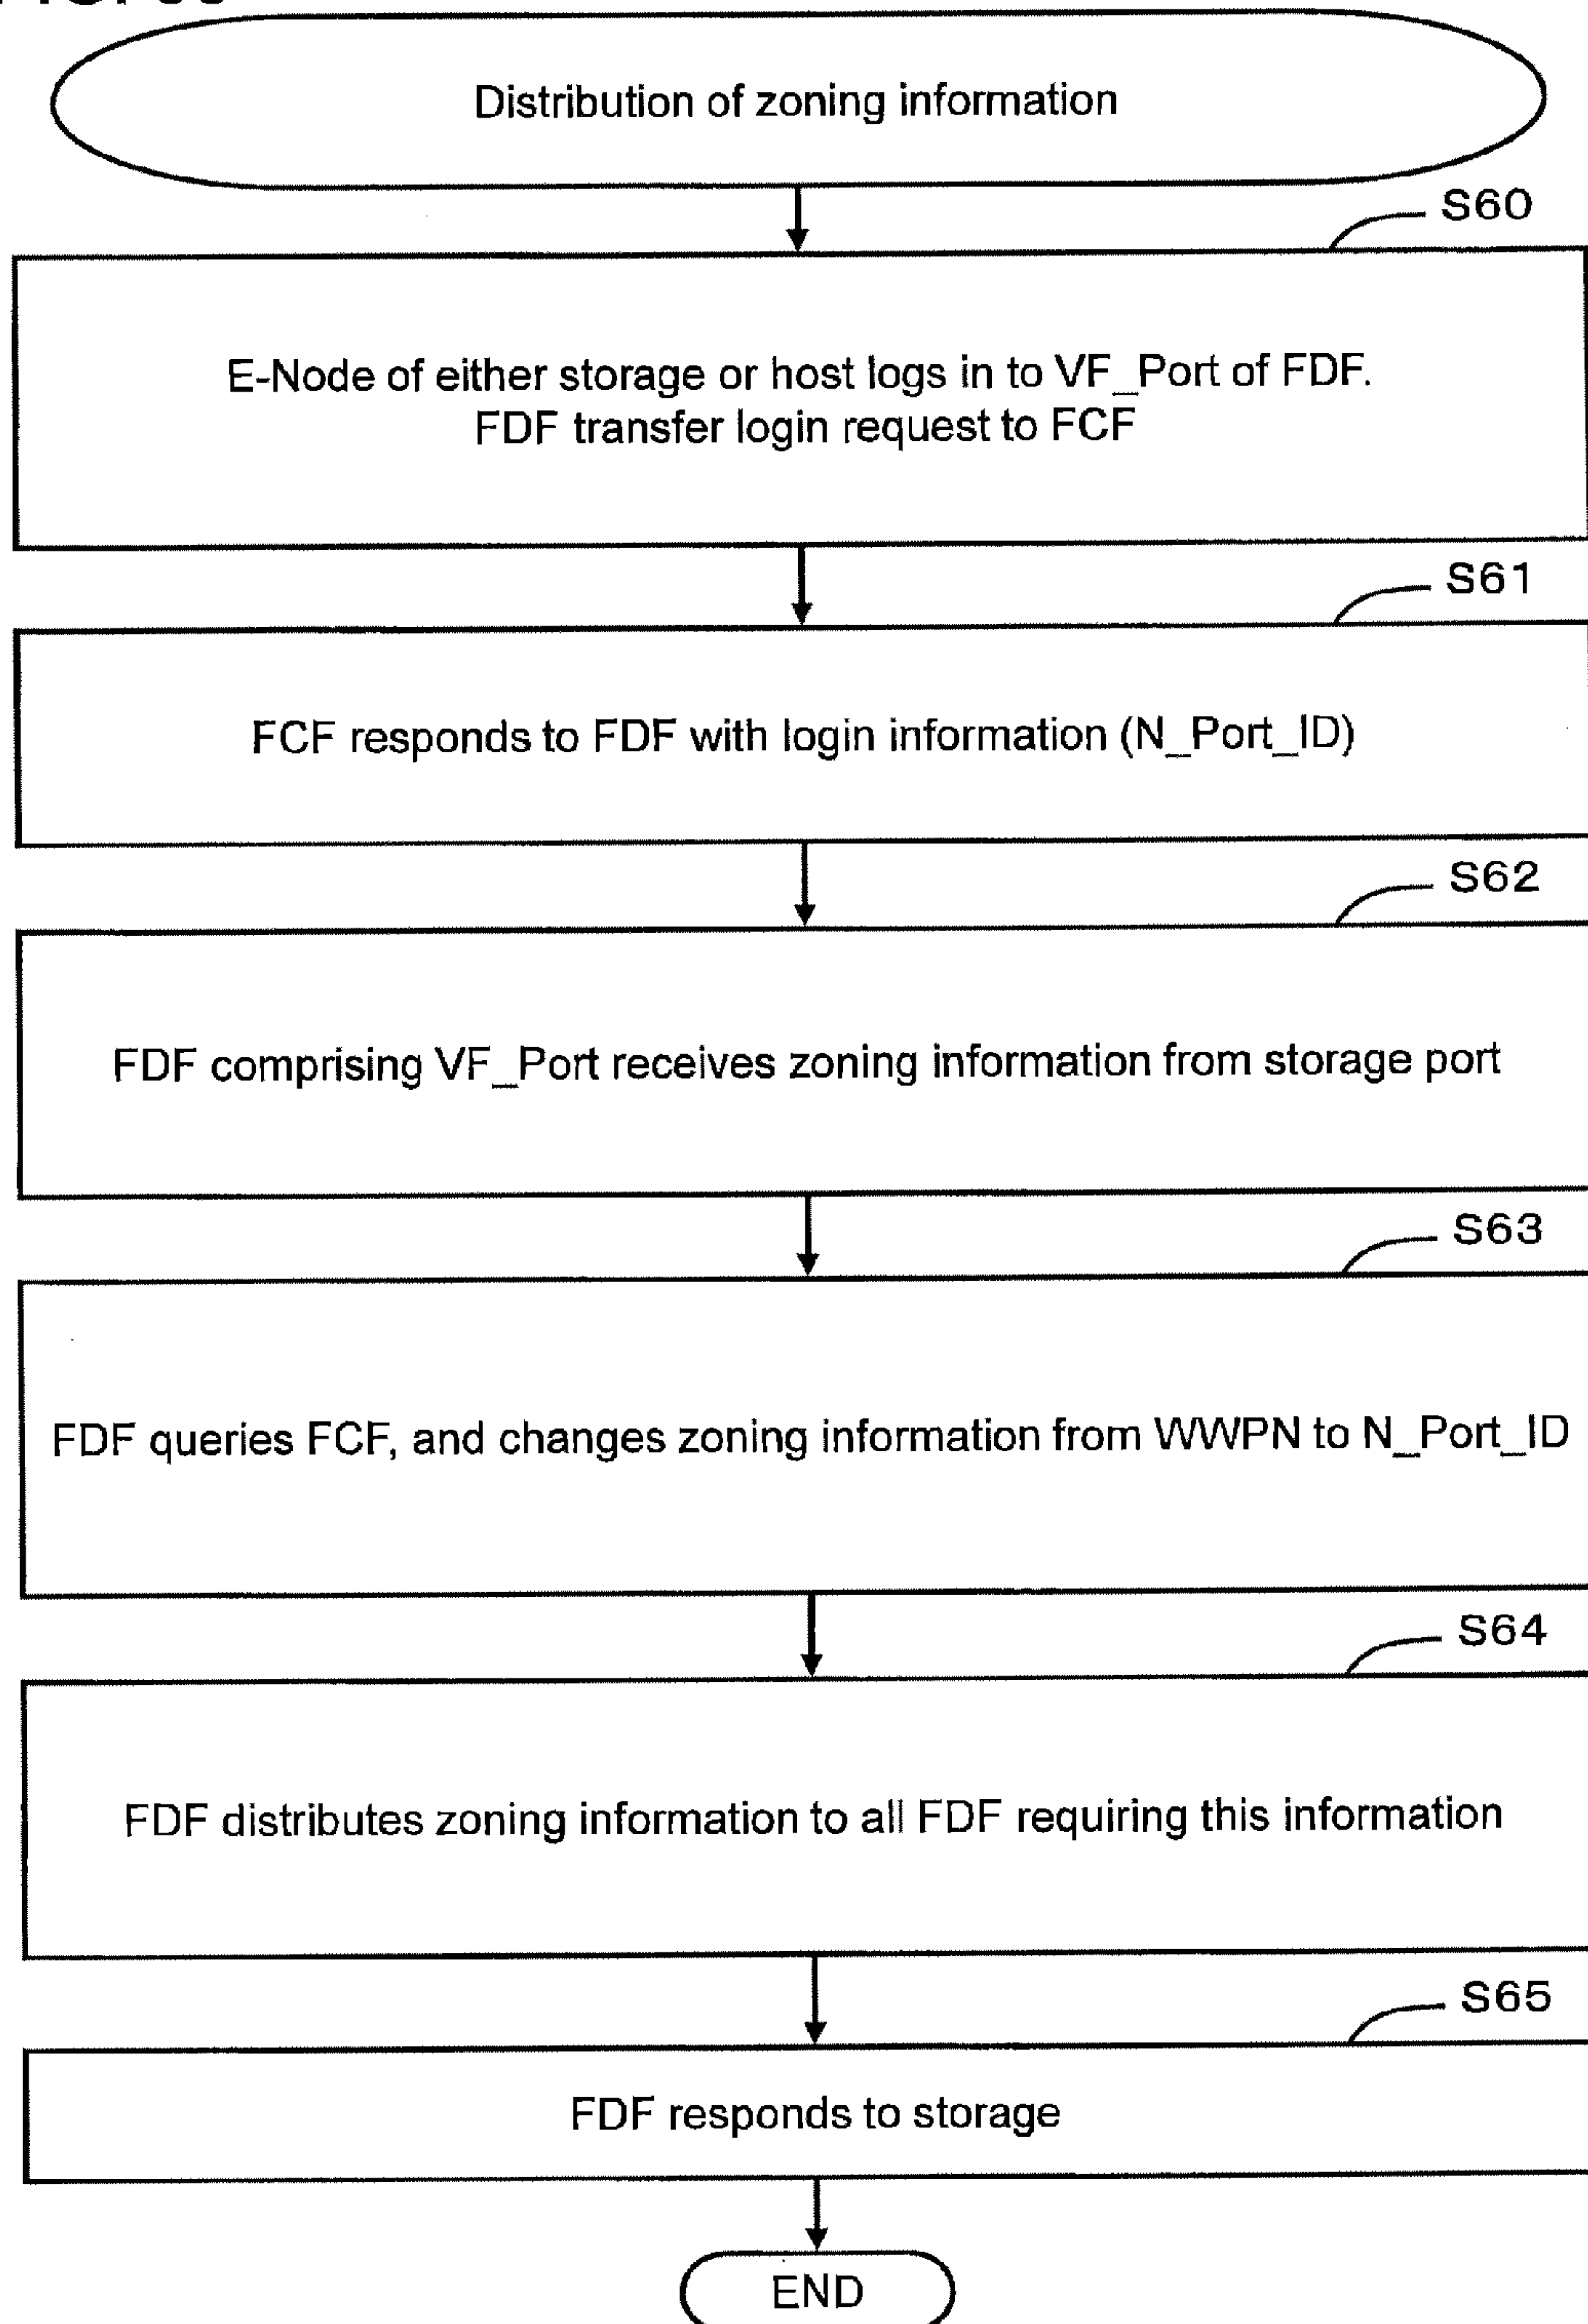 Distribution of zoning information
S60
E-Node of either storage or host logs in to VF_Port of FDF.
FDF transfer login request to FCF
S61
FCF responds to FDF with login information (N_Port_ID)
S62
FDF comprising VF_Port receives zoning information from storage port
S63
FDF queries FCF, and changes zoning information from WWPN to N_Port_ID
S64
FDF distributes zoning information to all FDF requiring this information
S65
FDF responds to storage
END